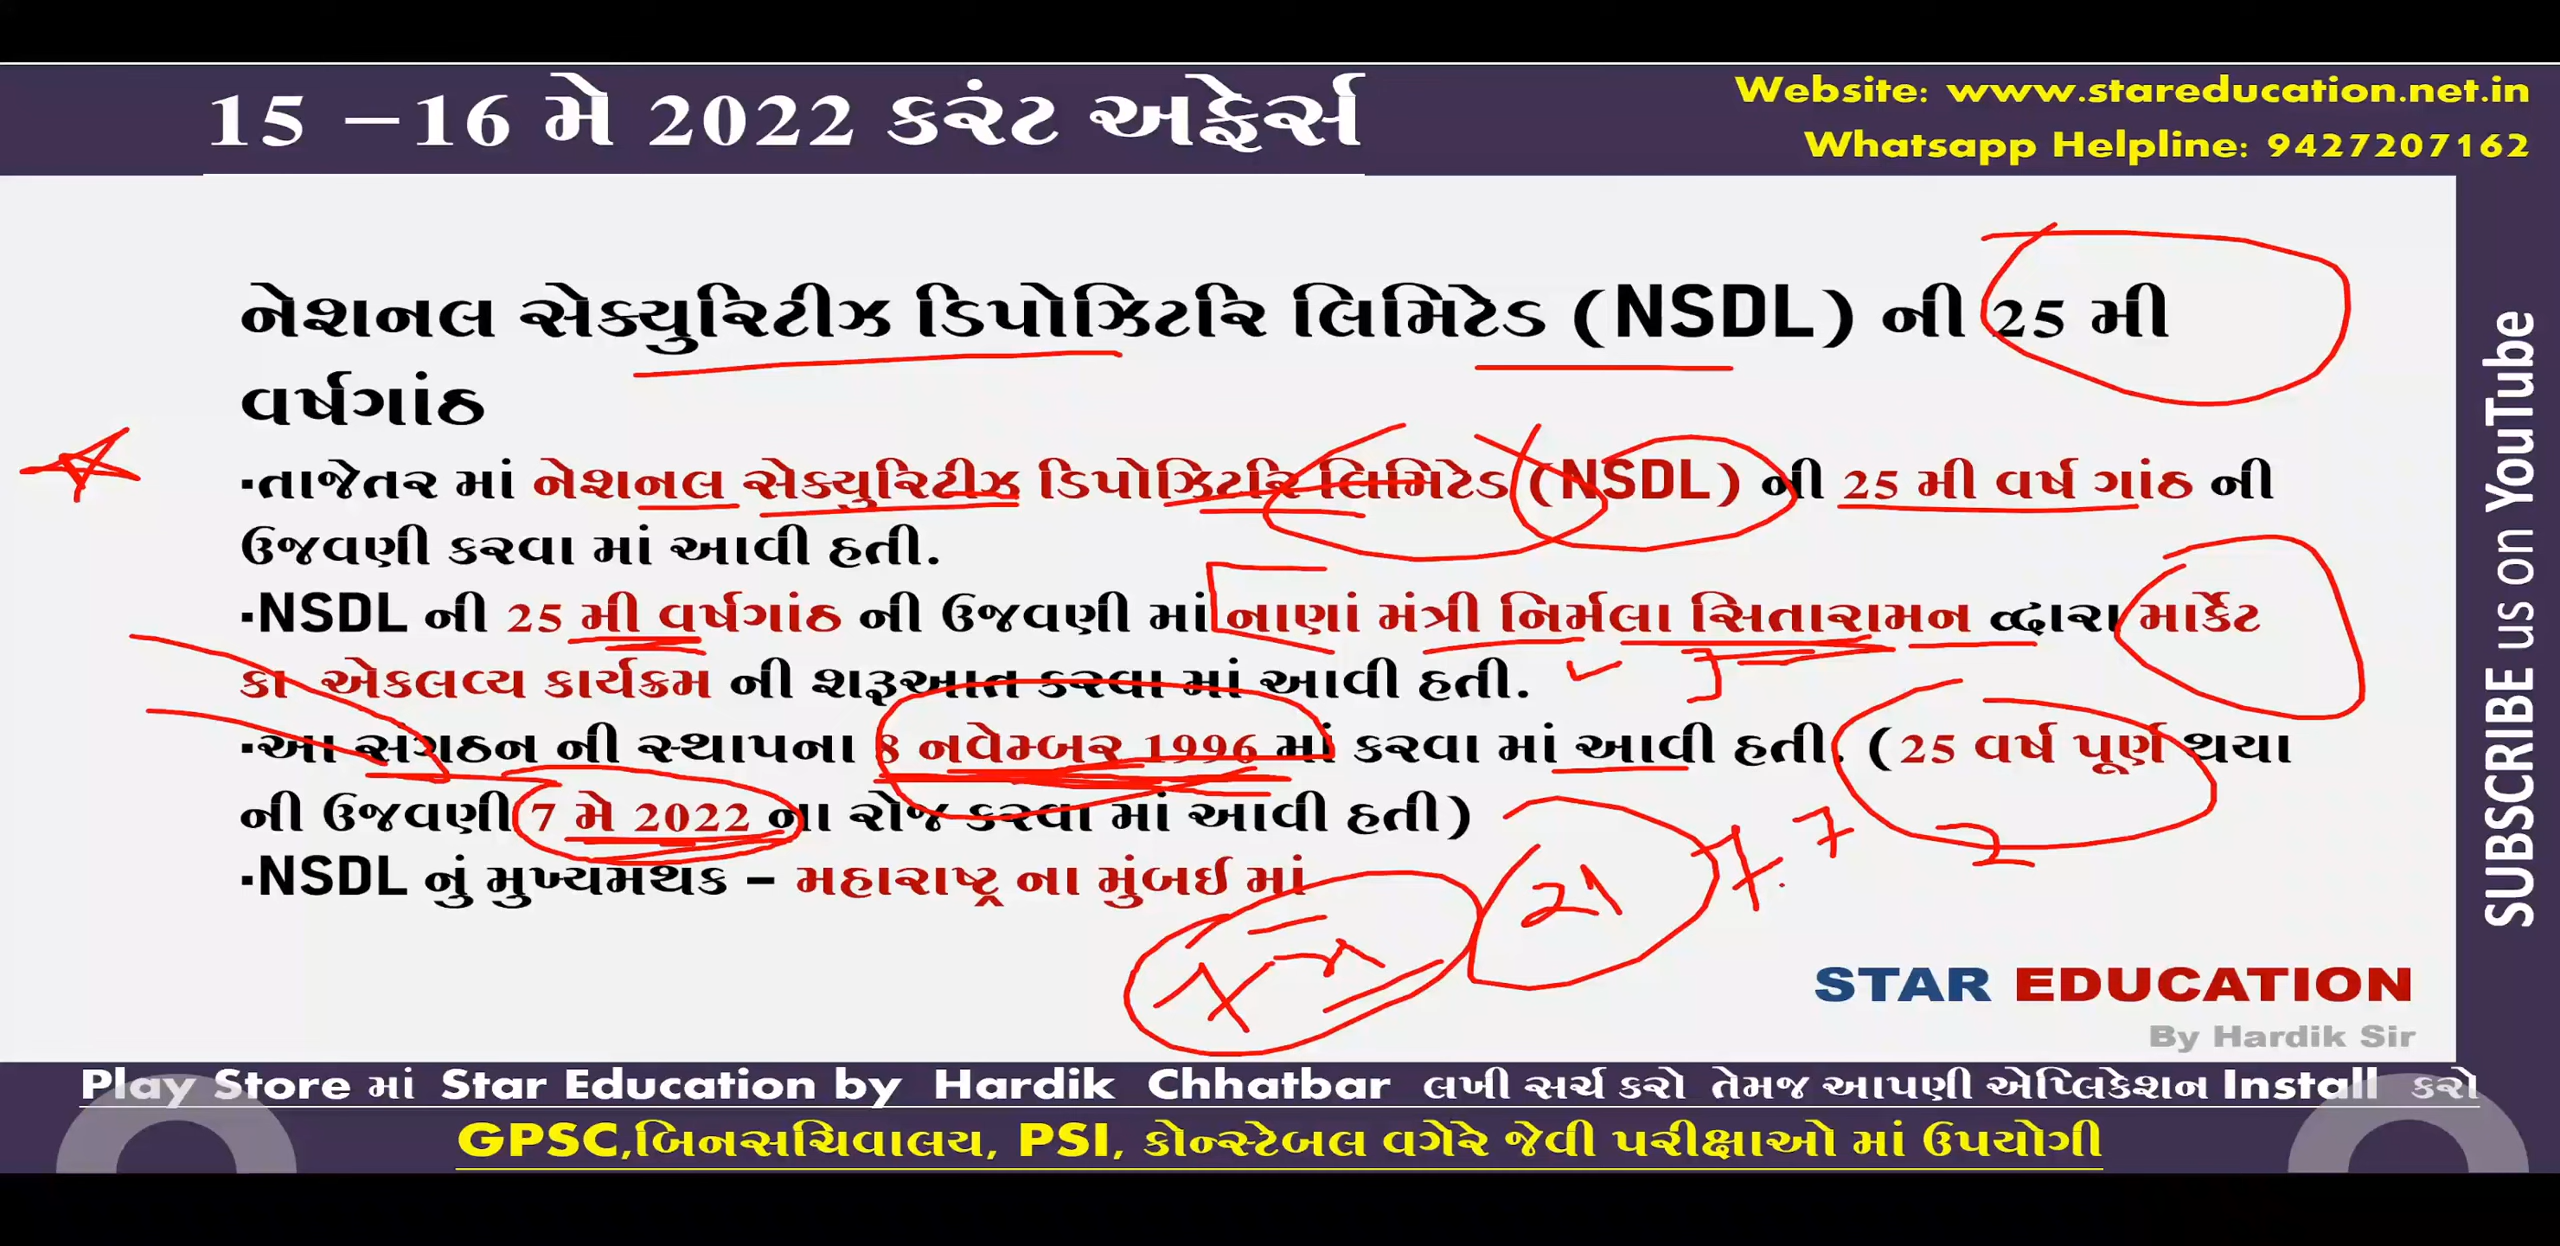 15 –16 મે 2022 કરંટ અફેર્સ
Website: www.stareducation.net.in
Whatsapp Helpline: 9427207162
નેશનલ સેક્યુરિટીઝ ડિપોઝિટરિ લિમિટેડ (NSDL) ની 25 મી
વર્ષગાંઠ
▪તાજેતર માં નેશનલ સેક્યુરિટીઝ ડિપોઝિટરિ લિમિટેડ (NSDL) ની 25 મી વર્ષ ગાંઠ ની
ઉજવણી કરવા માં આવી હતી.
▪NSDL ની 25 મી વર્ષગાંઠ ની ઉજવણી માં નાણાં મંત્રી નિર્મલા સિતારામન વ્દારા માર્કેટ
કા એકલવ્ય કાર્યક્રમ ની શરૂઆત કરવા માં આવી હતી.
▪આ સંગઠન ની સ્થાપના 8 નવેમ્બર 1996 માં કરવા માં આવી હતી. (25 વર્ષ પૂર્ણ થયા
ની ઉજવણી 7 મે 2022 ના રોજ કરવા માં આવી હતી)
▪NSDL નું મુખ્યમથક – મહારાષ્ટ્ર ના મુંબઈ માં
21
7
STAR EDUCATION
By Hardik Sir
SUBSCRIBE us on YouTube
Play Store માં Star Education by Hardik Chhatbar લખી સર્ચ કરો તેમજ આપણી એપ્લિકેશન Install કરો
GPSC,બિનસચિવાલય, PSI, કોન્સ્ટેબલ વગેરે જેવી પરીક્ષાઓ માં ઉપયોગી